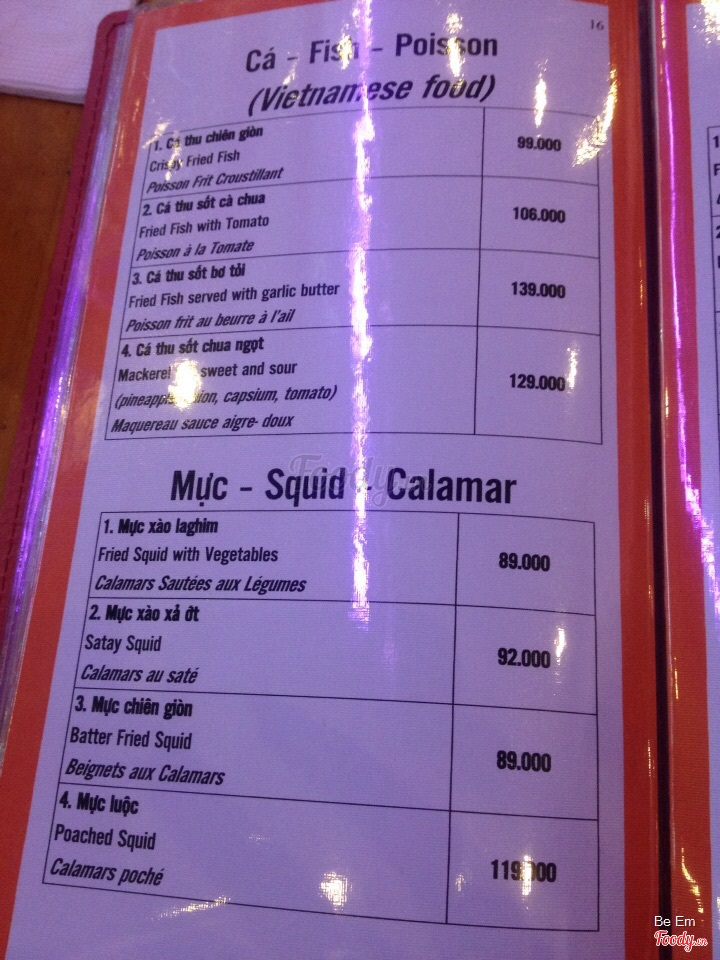 16
Cá - Fish - Poisson
(Vietnamese food)
1. Cá thu chiên giòn
Crispy Fried Fish
Poisson Frit Croustillant
99.000
2. Cá thu sốt cà chua
Fried Fish with Tomato
Poisson à la Tomate
106.000
3. Cá thu sốt bơ tỏi
Fried Fish served with garlic butter
Poisson frit au beurre à l'ail
139.000
4. Cá thu sốt chua ngọt
Mackerel sweet and sour
(pineapple, onion, capsium, tomato)
Maquereau sauce aigre- doux
129.000
Mực - Squid - Calamar
1. Mực xào laghim
Fried Squid with Vegetables
Calamars Sautées aux Légumes
89.000
2. Mực xào xả ớt
Satay Squid
Calamars au saté
92.000
3. Mực chiên giòn
Batter Fried Squid
Beignets aux Calamars
89.000
4. Mực luộc
Poached Squid
Calamars poché
119.000
Foody
Be Em
Foody.vn